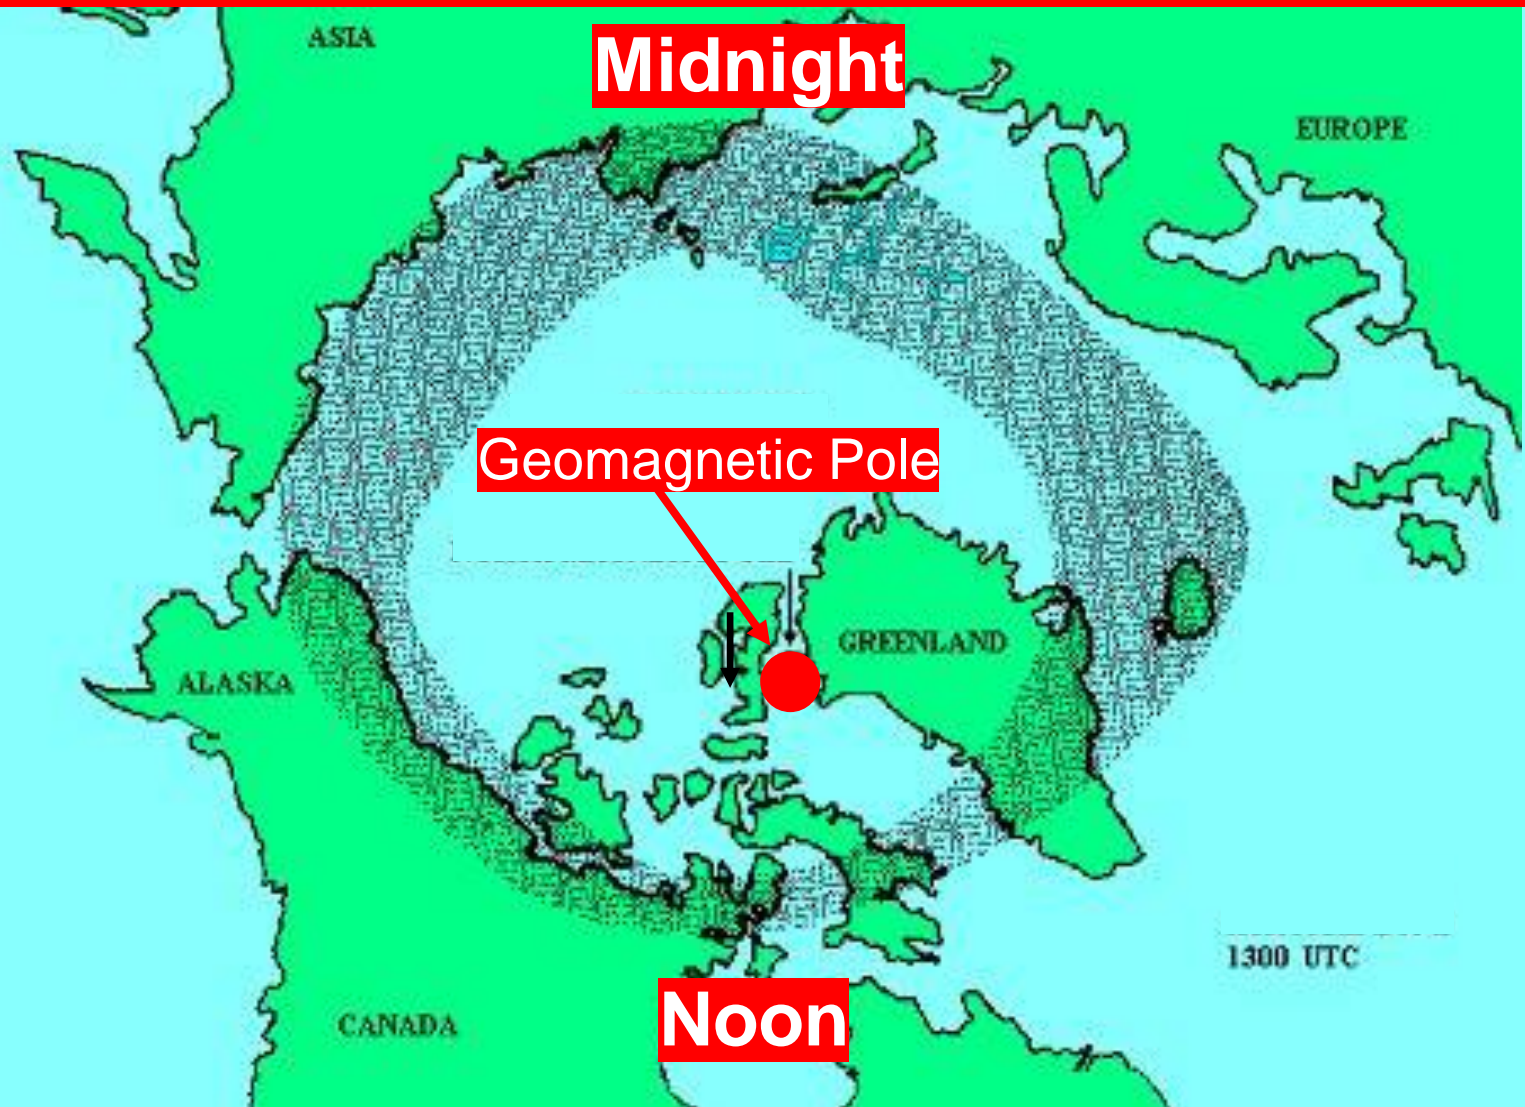 ASIA
Midnight
EUROPE
Geomagnetic Pole
GREENLAND
ALASKA
1300 UTC
Noon
CANADA